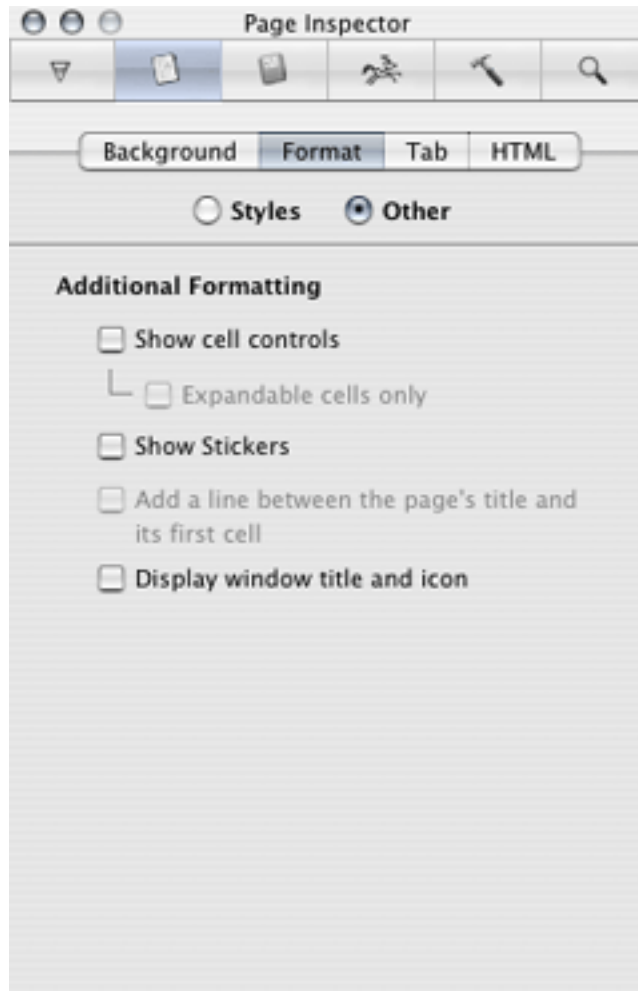 Page Inspector
Background Format Tab HTML
Styles Other
Additional Formatting
Show cell controls
Expandable cells only
Show Stickers
Add a line between the page's title and
its first cell
Display window title and icon